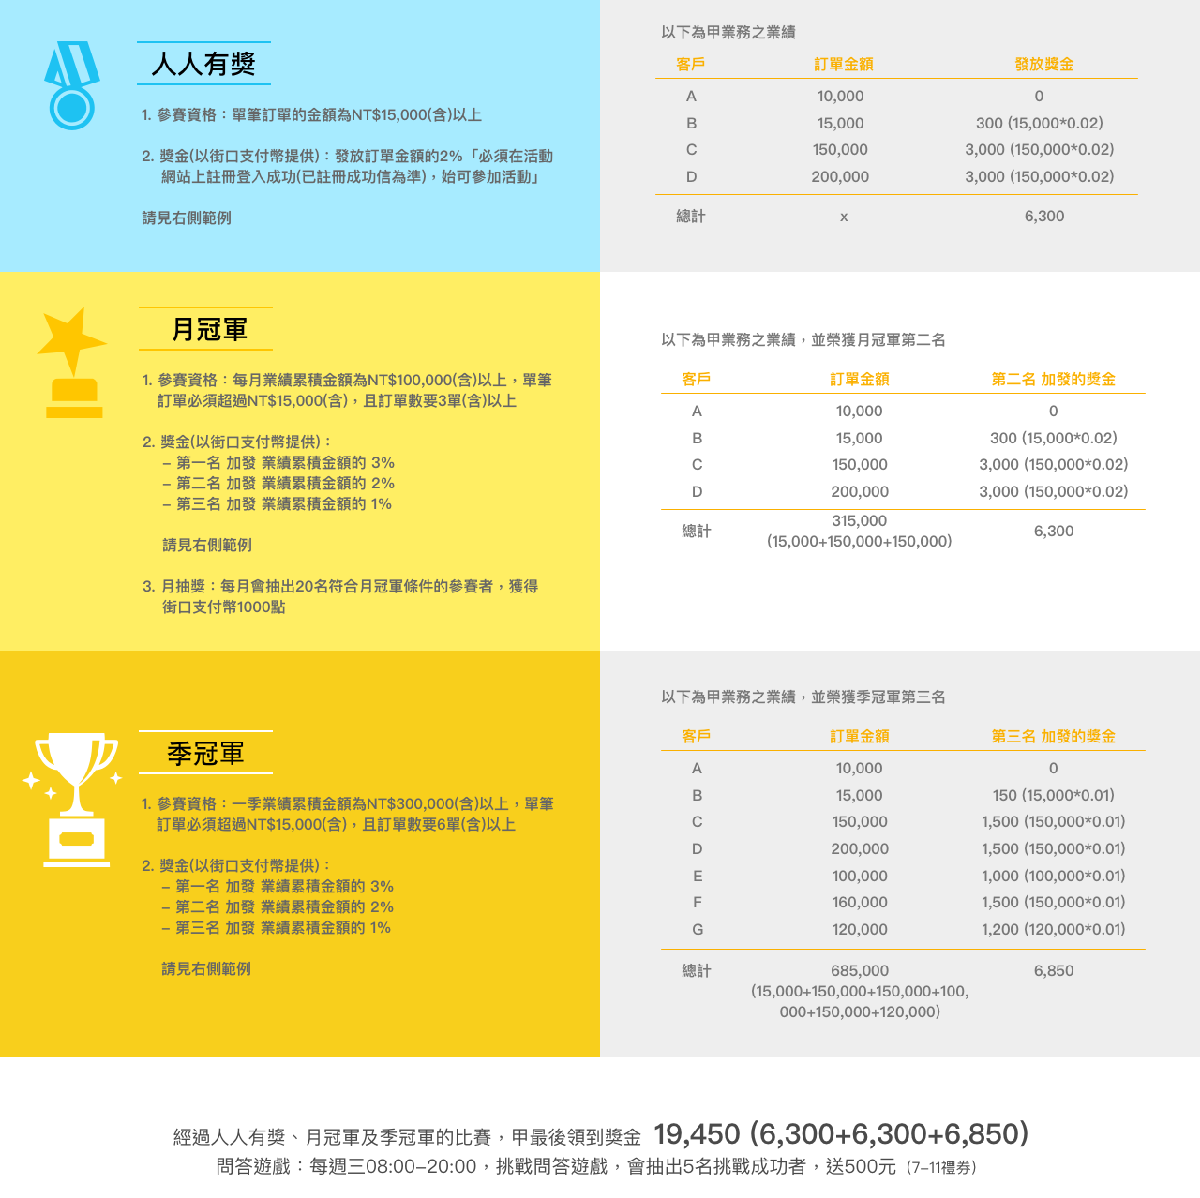 人人有獎
1. 參賽資格：單筆訂單的金額為NT$15,000(含)以上
2. 獎金(以街口支付幣提供)：發放訂單金額的2%「必須在活動
網站上註冊登入成功(已註冊成功信為準)，始可參加活動」
請見右側範例
以下為甲業務之業績
客戶 訂單金額 發放獎金
A 10,000 0
B 15,000 300 (15,000*0.02)
C 150,000 3,000 (150,000*0.02)
D 200,000 3,000 (150,000*0.02)
總計 x 6,300
月冠軍
1. 參賽資格：每月業績累積金額為NT$100,000(含)以上，單筆
訂單必須超過NT$15,000(含)，且訂單數要3單(含)以上
2. 獎金(以街口支付幣提供)：
– 第一名 加發 業績累積金額的 3%
– 第二名 加發 業績累積金額的 2%
– 第三名 加發 業績累積金額的 1%
請見右側範例
3. 月抽獎：每月會抽出20名符合月冠軍條件的參賽者，獲得
街口支付幣1000點
以下為甲業務之業績，並榮獲月冠軍第二名
客戶 訂單金額 第二名 加發的獎金
A 10,000 0
B 15,000 300 (15,000*0.02)
C 150,000 3,000 (150,000*0.02)
D 200,000 3,000 (150,000*0.02)
總計 315,000 6,300
(15,000+150,000+150,000)
季冠軍
1. 參賽資格：一季業績累積金額為NT$300,000(含)以上，單筆
訂單必須超過NT$15,000(含)，且訂單數要6單(含)以上
2. 獎金(以街口支付幣提供)：
– 第一名 加發 業績累積金額的 3%
– 第二名 加發 業績累積金額的 2%
– 第三名 加發 業績累積金額的 1%
請見右側範例
以下為甲業務之業績，並榮獲季冠軍第三名
客戶 訂單金額 第三名 加發的獎金
A 10,000 0
B 15,000 150 (15,000*0.01)
C 150,000 1,500 (150,000*0.01)
D 200,000 1,500 (150,000*0.01)
E 100,000 1,000 (100,000*0.01)
F 160,000 1,500 (150,000*0.01)
G 120,000 1,200 (120,000*0.01)
總計 685,000 6,850
(15,000+150,000+150,000+100,
000+150,000+120,000)
經過人人有獎、月冠軍及季冠軍的比賽，甲最後領到獎金 19,450 (6,300+6,300+6,850)
問答遊戲：每週三08:00–20:00，挑戰問答遊戲，會抽出5名挑戰成功者，送500元 (7–11禮券)